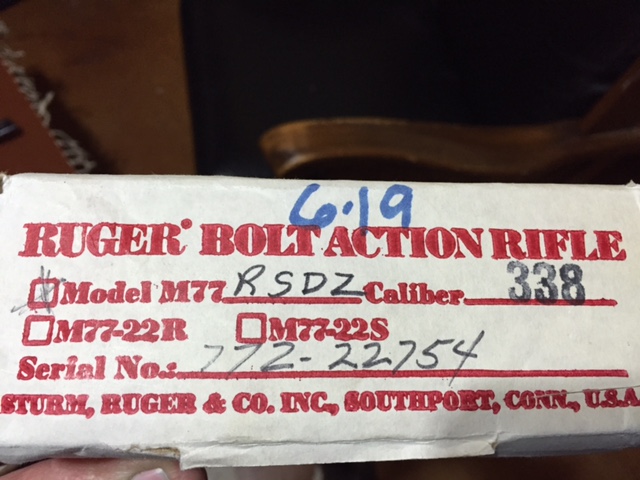 6·19
RUGER® BOLT ACTION RIFLE
Model M77 RSDZ Caliber 338
M77-22R M77-22S
Serial No.: 772-22754
STURM, RUGER & CO. INC., SOUTHPORT, CONN., U.S.A.